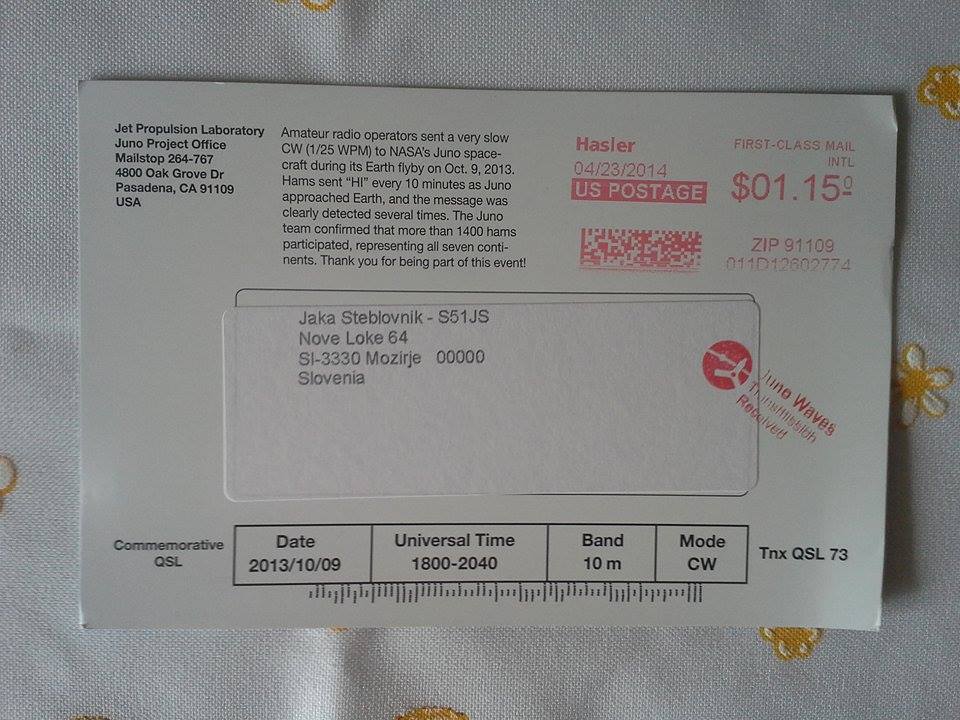 Jet Propulsion Laboratory
Juno Project Office
Mailstop 264-767
4800 Oak Grove Dr
Pasadena, CA 91109
USA
Amateur radio operators sent a very slow
CW (1/25 WPM) to NASA's Juno space-
craft during its Earth flyby on Oct. 9, 2013.
Hams sent “HI” every 10 minutes as Juno
approached Earth, and the message was
clearly detected several times. The Juno
team confirmed that more than 1400 hams
participated, representing all seven conti-
nents. Thank you for being part of this event!
Hasler
04/23/2014
US POSTAGE
FIRST-CLASS MAIL
INTL
$01.15⁰
ZIP 91109
011D12602774
Jaka Steblovnik - S51JS
Nove Loke 64
SI-3330 Mozirje 00000
Slovenia
Juno Waves
Transmission
Received
Commemorative
QSL
Date
2013/10/09
Universal Time
1800-2040
Band
10 m
Mode
CW
Tnx QSL 73